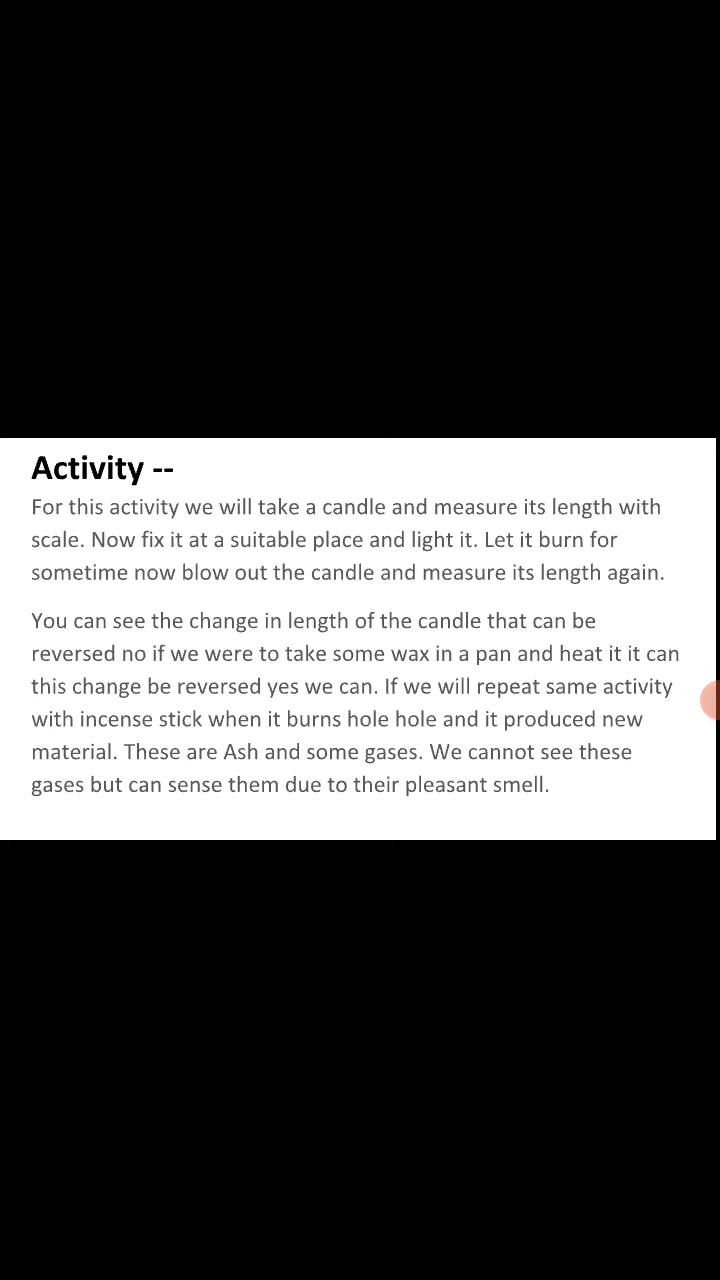 Activity --
For this activity we will take a candle and measure its length with
scale. Now fix it at a suitable place and light it. Let it burn for
sometime now blow out the candle and measure its length again.
You can see the change in length of the candle that can be
reversed no if we were to take some wax in a pan and heat it it can
this change be reversed yes we can. If we will repeat same activity
with incense stick when it burns hole hole and it produced new
material. These are Ash and some gases. We cannot see these
gases but can sense them due to their pleasant smell.